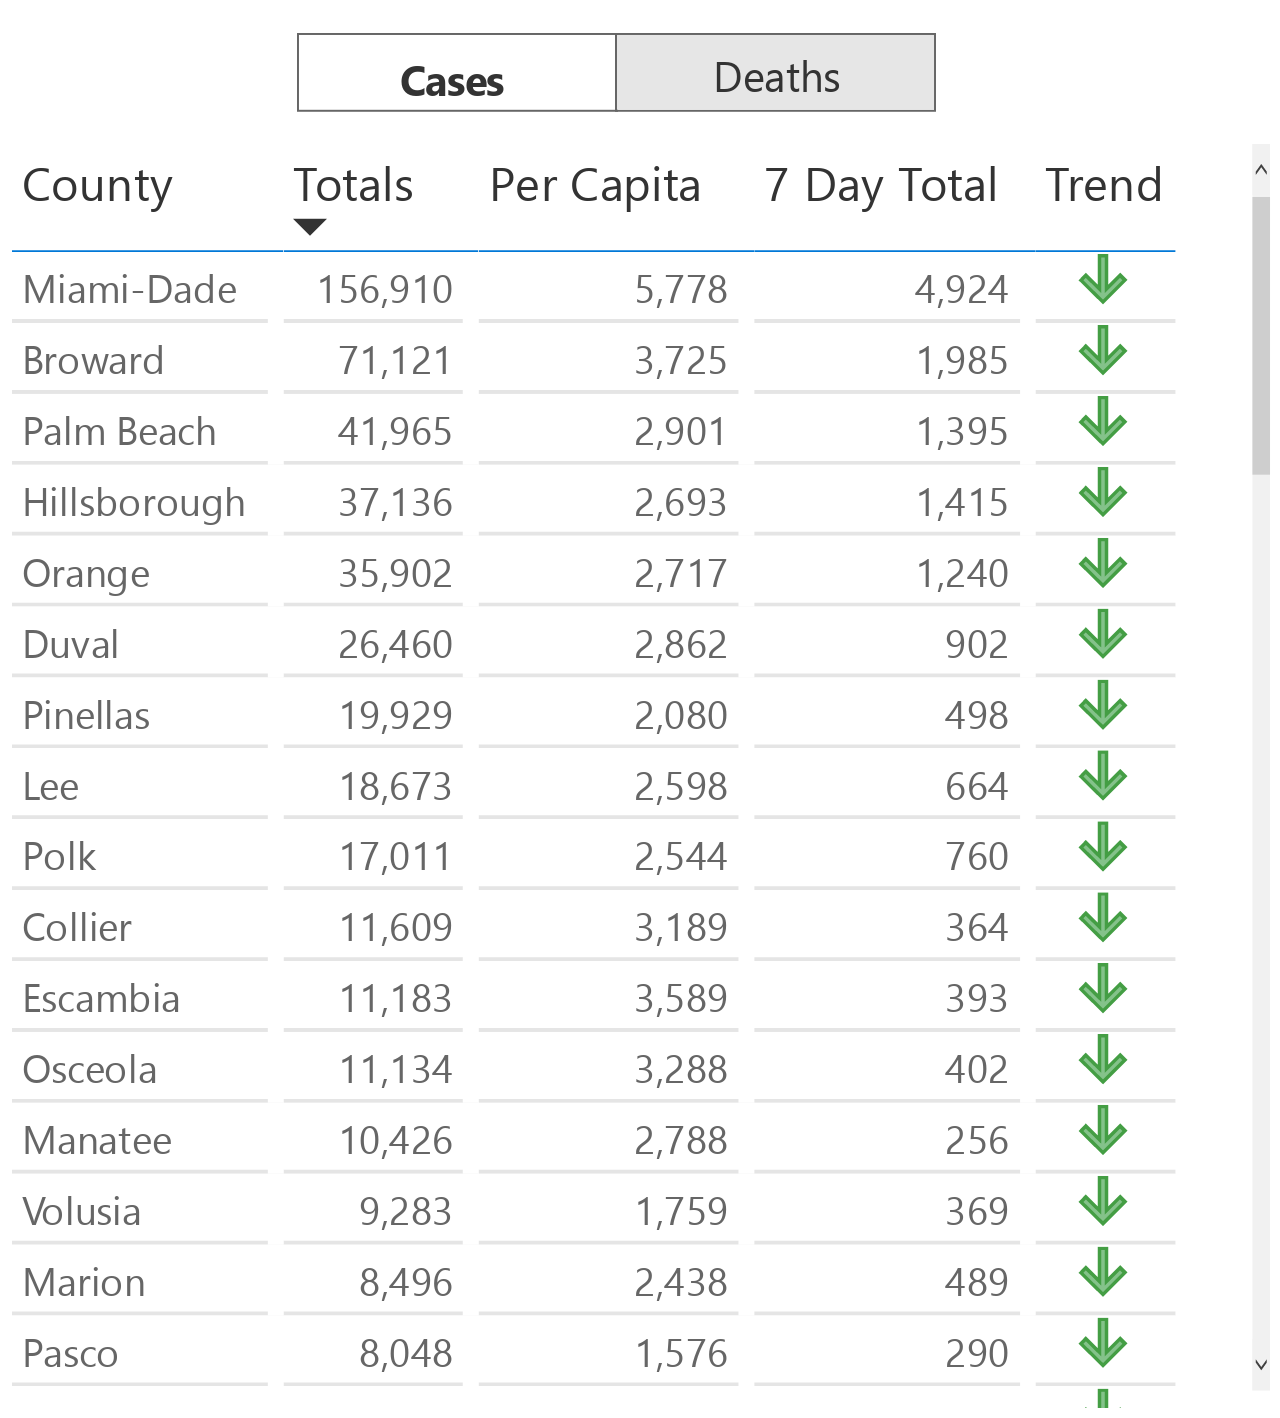 Cases Deaths
County Totals Per Capita 7 Day Total Trend
Miami-Dade 156,910 5,778 4,924
Broward 71,121 3,725 1,985
Palm Beach 41,965 2,901 1,395
Hillsborough 37,136 2,693 1,415
Orange 35,902 2,717 1,240
Duval 26,460 2,862 902
Pinellas 19,929 2,080 498
Lee 18,673 2,598 664
Polk 17,011 2,544 760
Collier 11,609 3,189 364
Escambia 11,183 3,589 393
Osceola 11,134 3,288 402
Manatee 10,426 2,788 256
Volusia 9,283 1,759 369
Marion 8,496 2,438 489
Pasco 8,048 1,576 290